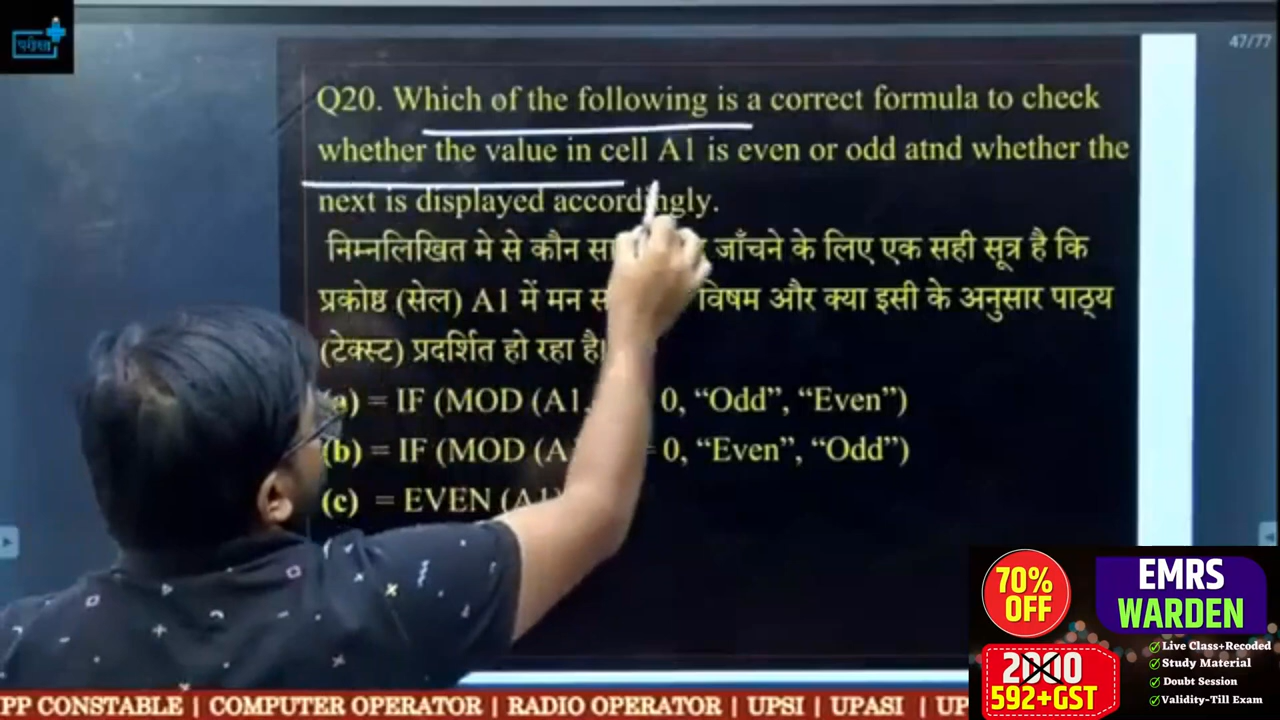 परीक्षा
47/77
Q20. Which of the following is a correct formula to check
whether the value in cell A1 is even or odd atnd whether the
next is displayed accordingly.
निम्नलिखित मे से कौन सा जाँचने के लिए एक सही सूत्र है कि
प्रकोष्ठ (सेल) A1 में मन स विषम और क्या इसी के अनुसार पाठ्य
(टेक्स्ट) प्रदर्शित हो रहा है।
(a) = IF (MOD (A1, 0, “Odd”, “Even”)
(b) = IF (MOD (A = 0, “Even”, “Odd”)
(c) = EVEN (A1)
70%
OFF
EMRS
WARDEN
2000
592+GST
Live Class+Recoded
Study Material
Doubt Session
Validity-Till Exam
PP CONSTABLE | COMPUTER OPERATOR | RADIO OPERATOR | UPSI | UPASI | UP